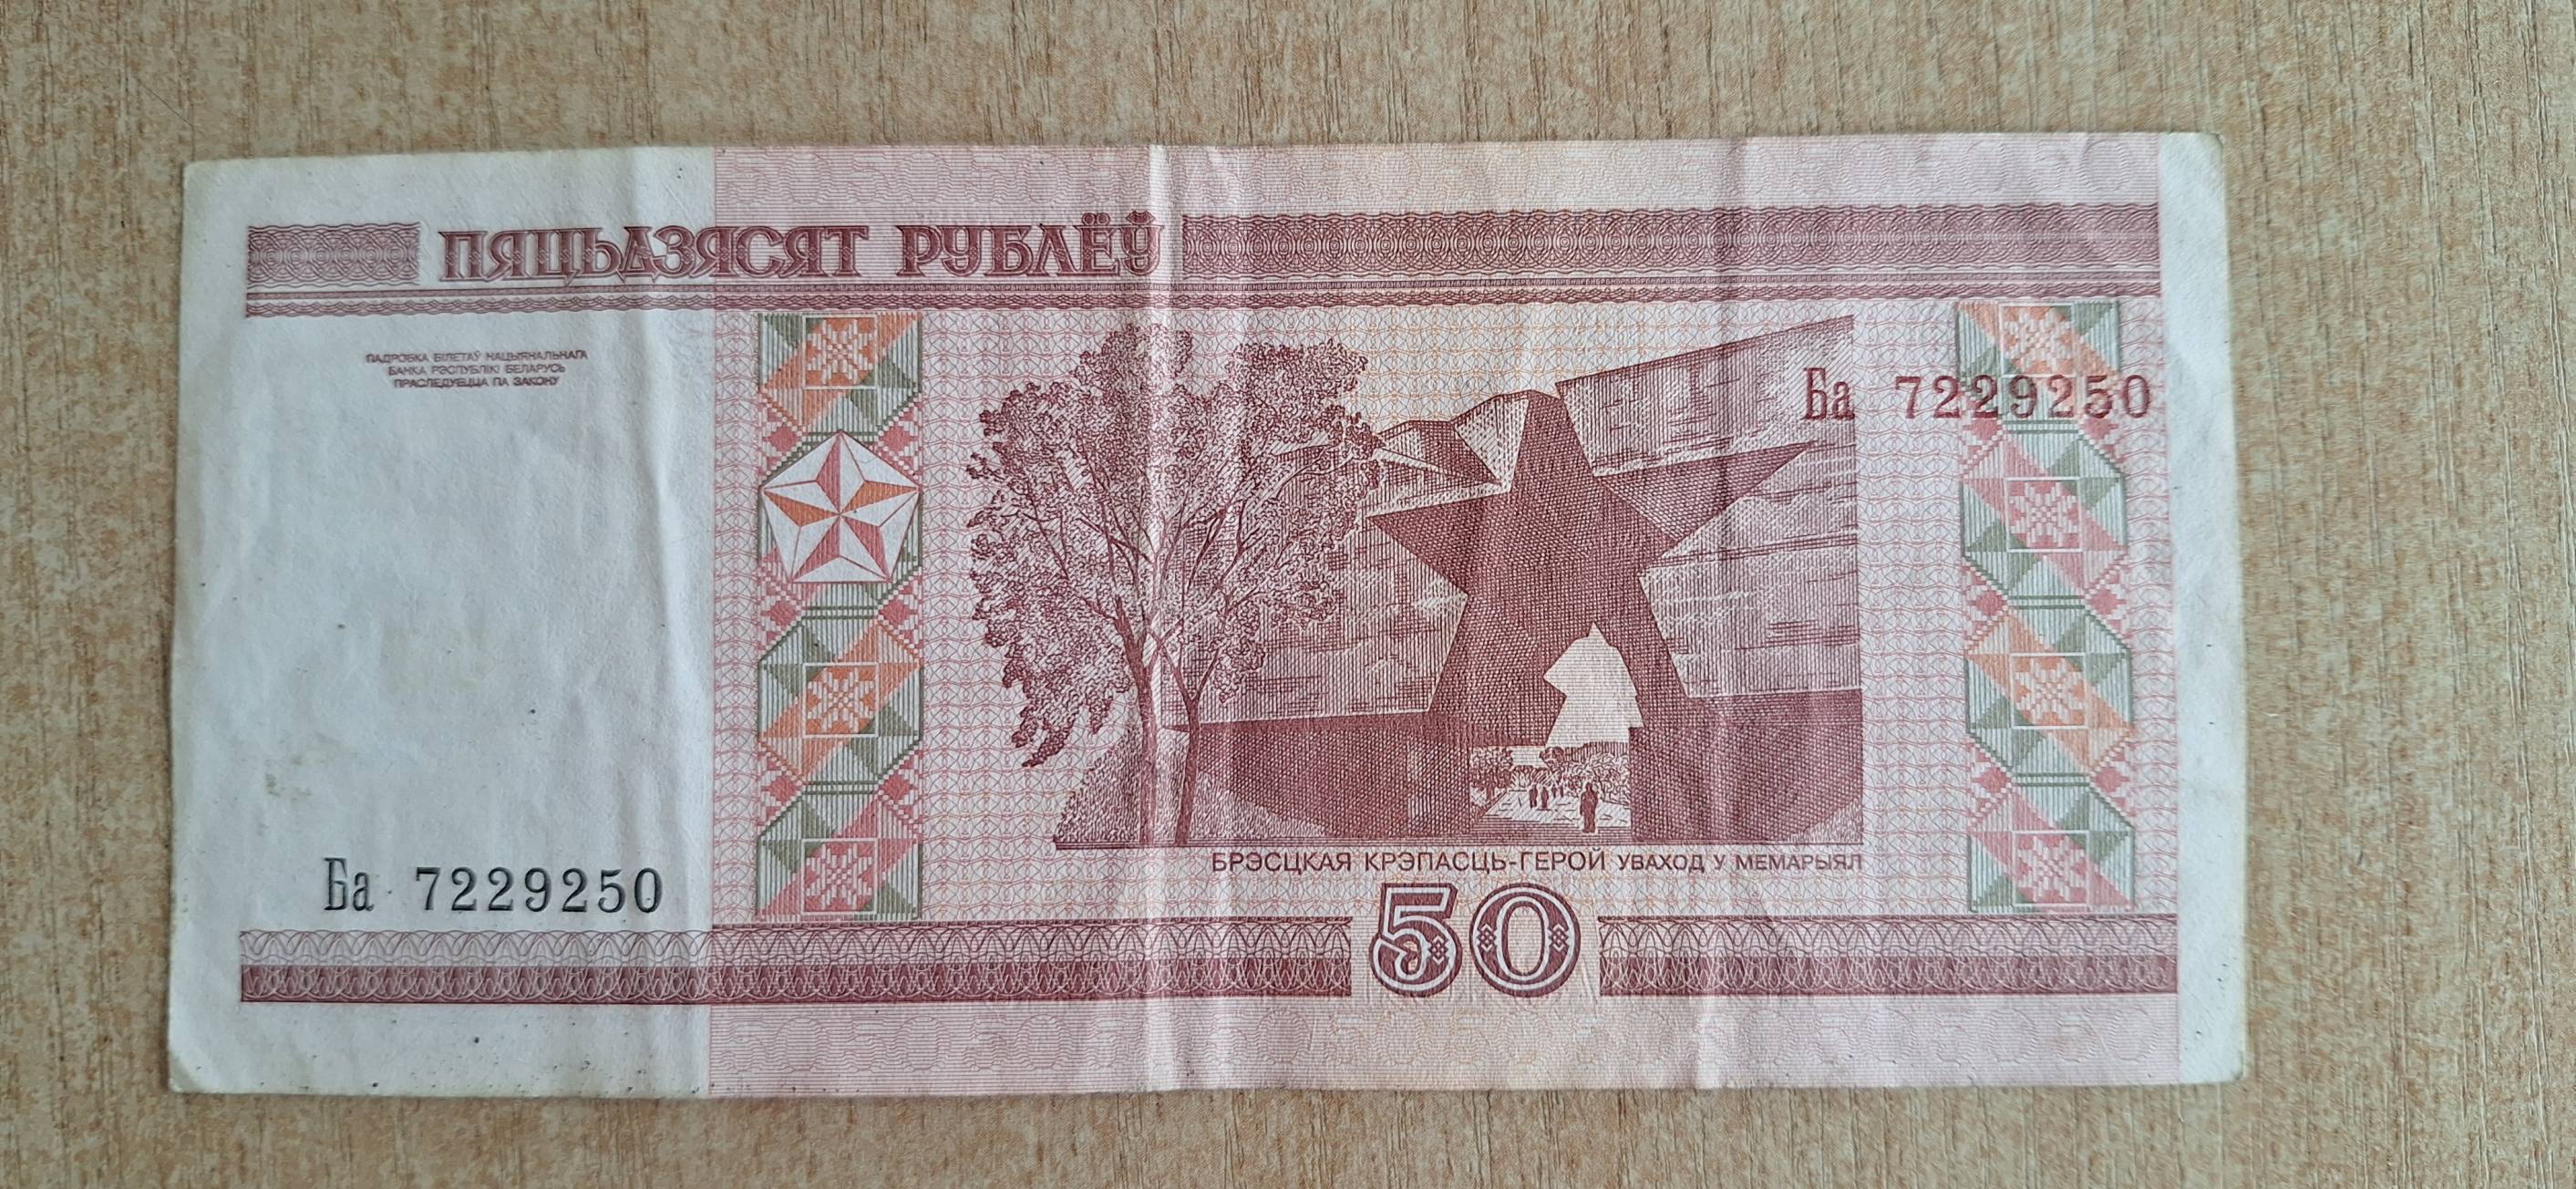 ПЯЦЬДЗЯСЯТ РУБЛЁЎ
ПАДРОБКА БІЛЕТАЎ НАЦЫЯНАЛЬНАГА
БАНКА РЭСПУБЛІКІ БЕЛАРУСЬ
ПРАСЛЕДУЕЦЦА ПА ЗАКОНУ
Ба 7229250
Ба 7229250
БРЭСЦКАЯ КРЭПАСЦЬ-ГЕРОЙ УВАХОД У МЕМАРЫЯЛ
50